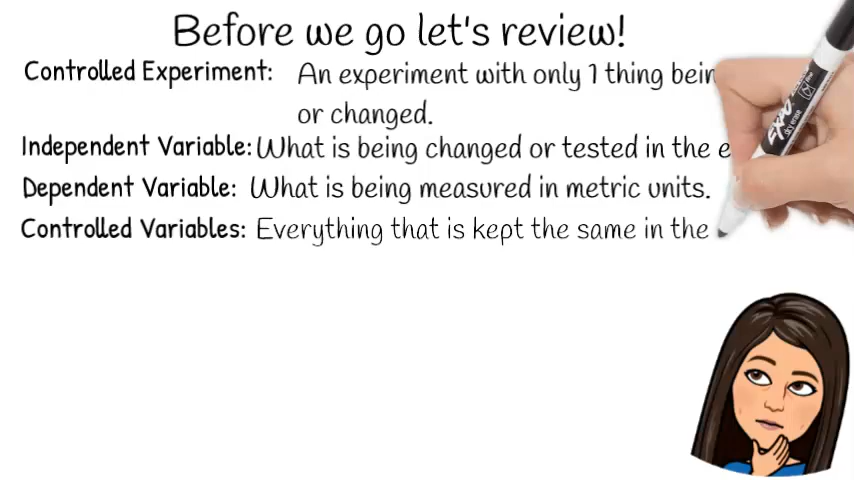 Before we go let's review!
Controlled Experiment: An experiment with only 1 thing
or changed.
Independent Variable: What is being changed or tested in the
Dependent Variable: What is being measured in metric units.
Controlled Variables: Everything that is kept the same in the
EXPO
dry erase